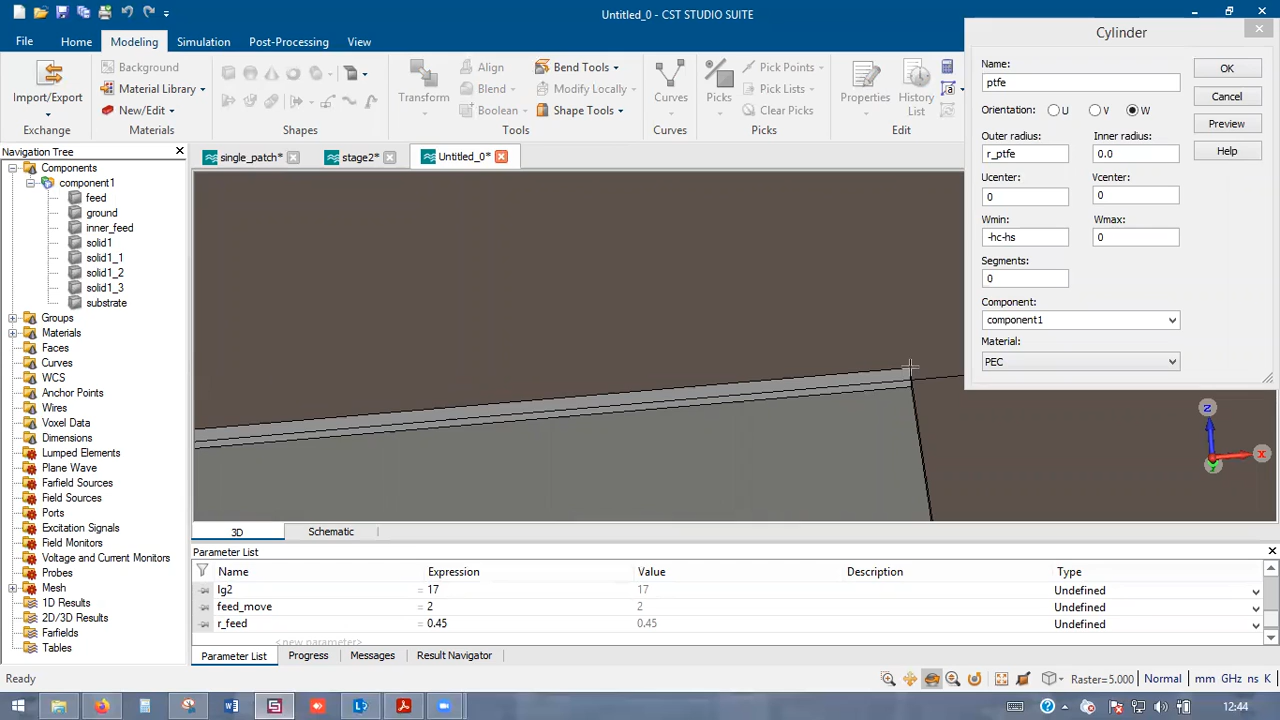 Untitled_0 - CST STUDIO SUITE
File
Home
Modeling
Simulation
Post-Processing
View
Import/Export
Exchange
Background
Material Library
New/Edit
Materials
Shapes
Transform
Align
Blend
Boolean
Bend Tools
Modify Locally
Shape Tools
Tools
Curves
Curves
Picks
Pick Points
Pick Lists
Clear Picks
Picks
Properties
History List
Edit
Cylinder
Name:
ptfe
Orientation: U V W
Outer radius: Inner radius:
r_ptfe 0.0
Ucenter: Vcenter:
0 0
Wmin: Wmax:
-hc-hs 0
Segments:
0
Component:
component1
Material:
PEC
OK
Cancel
Preview
Help
Navigation Tree
Components
component1
feed
ground
inner_feed
solid1
solid1_1
solid1_2
solid1_3
substrate
Groups
Materials
Faces
Curves
WCS
Anchor Points
Wires
Voxel Data
Dimensions
Lumped Elements
Plane Wave
Farfield Sources
Field Sources
Ports
Excitation Signals
Field Monitors
Voltage and Current Monitors
Probes
Mesh
1D Results
2D/3D Results
Farfields
Tables
single_patch*
stage2*
Untitled_0*
z
x
y
3D
Schematic
Parameter List
Name Expression Value Description Type
lg2 = 17 17 Undefined
feed_move = 2 2 Undefined
r_feed = 0.45 0.45 Undefined
<new parameter>
Parameter List
Progress
Messages
Result Navigator
Ready
Raster=5.000 Normal mm GHz ns K
12:44